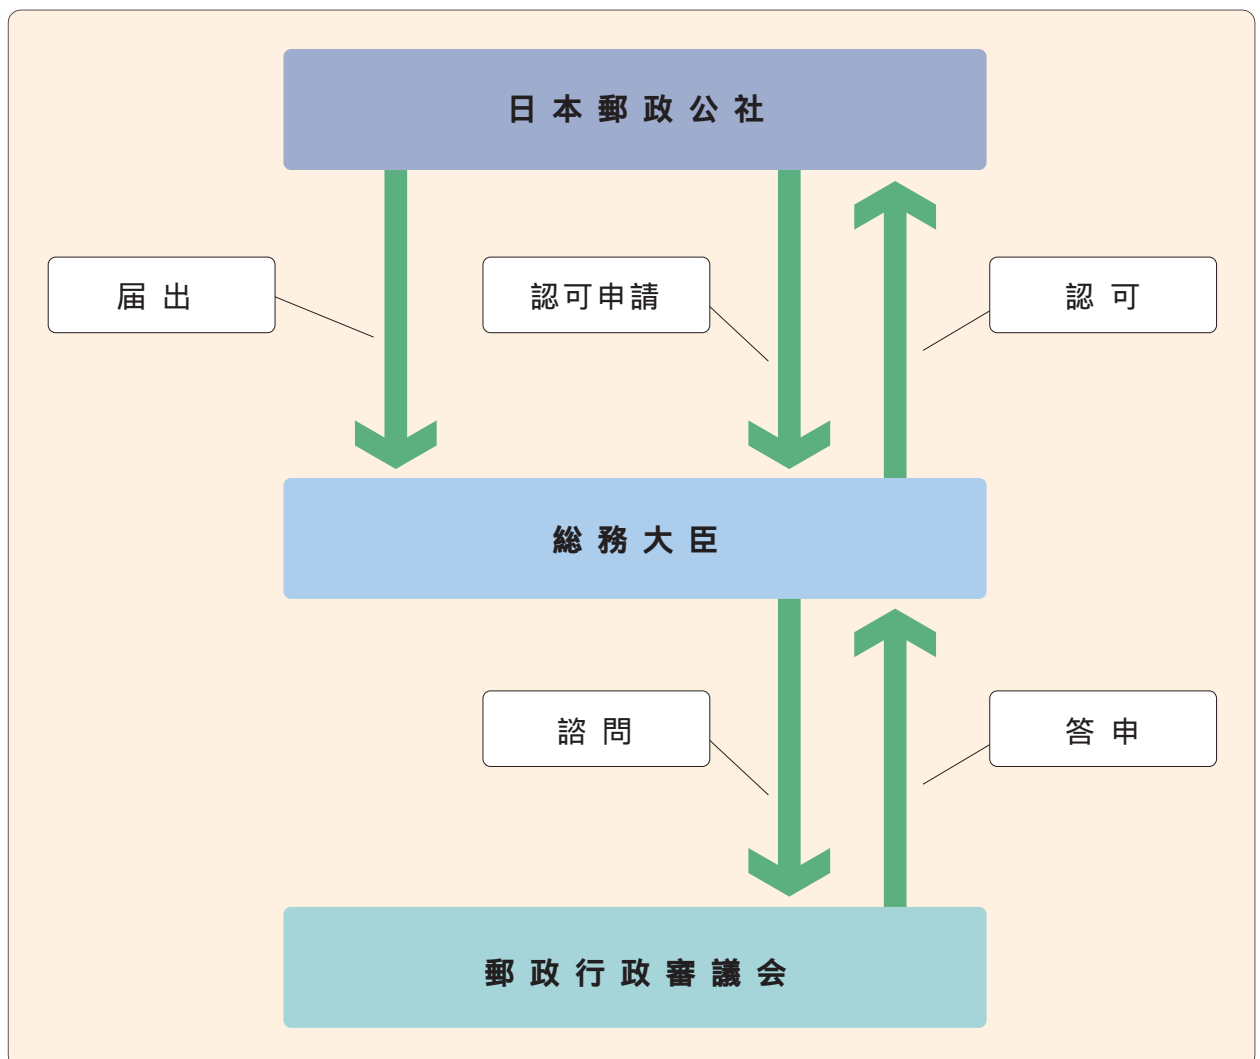 日本郵政公社
届出
認可申請
認可
総務大臣
諮問
答申
郵政行政審議会